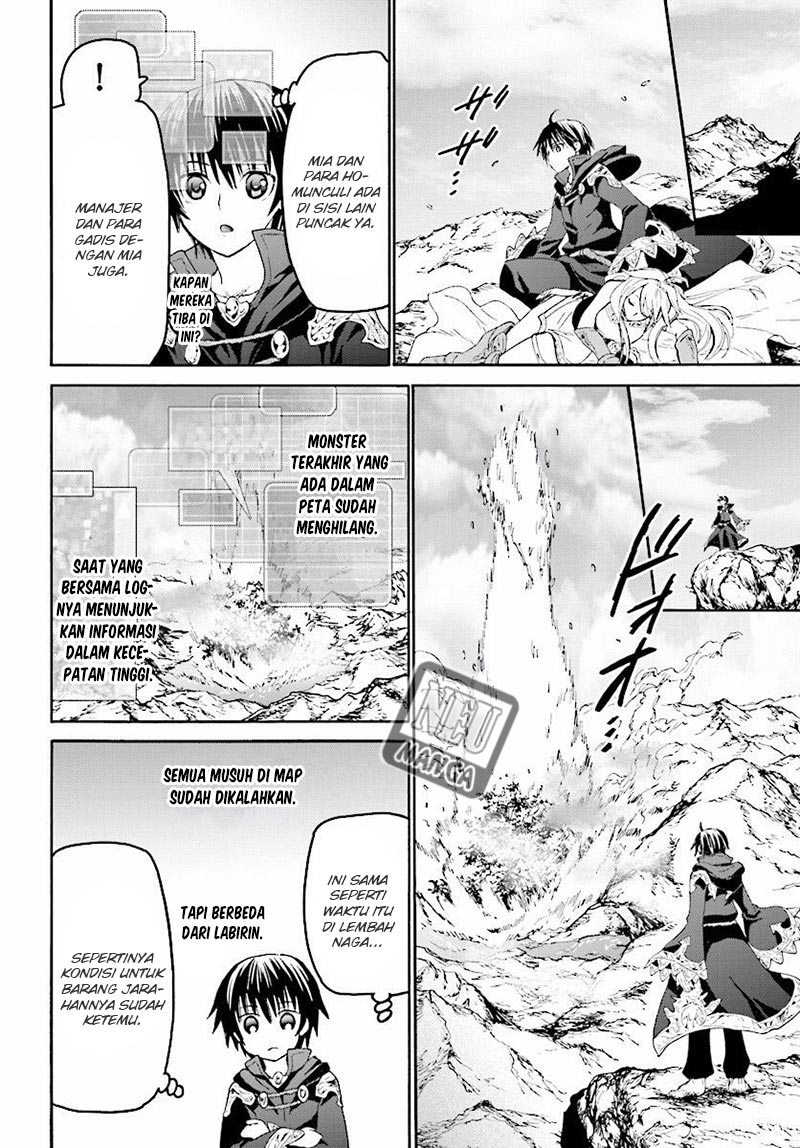 ザ
ザ
MIA DAN
PARA HO-
MUNCULI ADA
DI SISI LAIN
PUNCAK YA.
!
MANAJER
DAN PARA
GADIS DE-
NGAN MIA
JUGA.
KAPAN
MEREKA
TIBA DI
INI?
ドドォォ
MONSTER
TERAKHIR YANG
ADA DALAM
PETA SUDAH
MENGHILANG.
SAAT YANG
BERSAMA LOG-
NYA MENUNJUK-
KAN INFORMASI
DALAM KECE-
PATAN TINGGI.
NEU
MANGA
SEMUA MUSUH DI MAP
SUDAH DIKALAHKAN.
INI SAMA
SEPERTI
WAKTU ITU
DI LEMBAH
NAGA...
TAPI BERBEDA
DARI LABIRIN.
SEPERTINYA
KONDISI UNTUK
BARANG JARA-
HANNYA SUDAH
KETEMU.